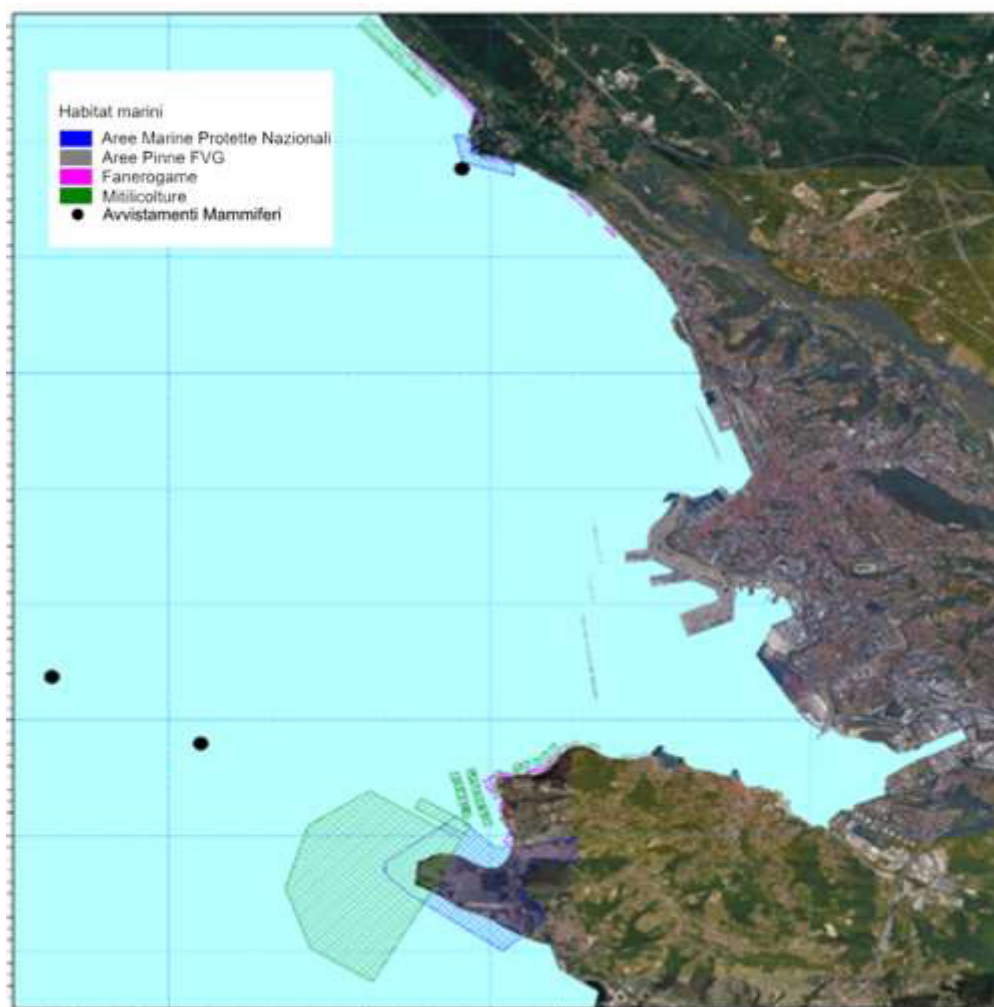 Habitat marini
Aree Marine Protette Nazionali
Aree Pinne FVG
Fanerogame
Mitilicolture
Avvistamenti Mammiferi